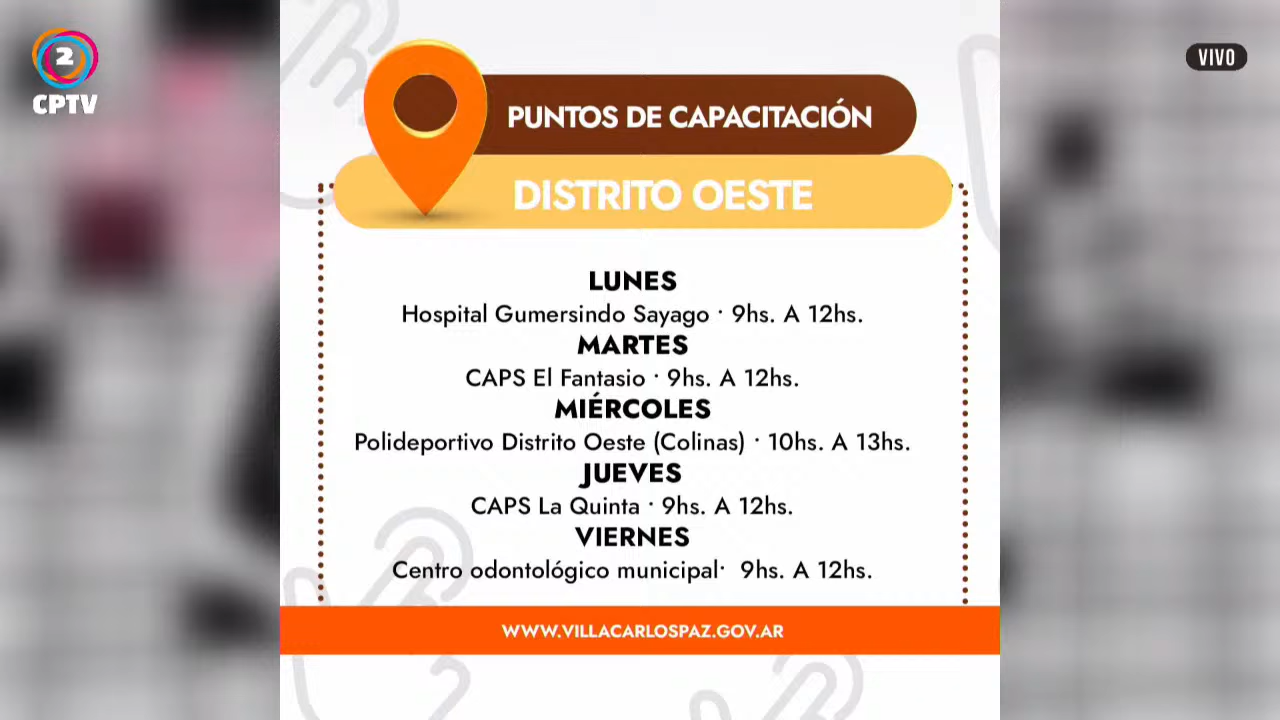 2
CPTV
VIVO
PUNTOS DE CAPACITACIÓN
DISTRITO OESTE
LUNES
Hospital Gumersindo Sayago · 9hs. A 12hs.
MARTES
CAPS El Fantasio · 9hs. A 12hs.
MIÉRCOLES
Polideportivo Distrito Oeste (Colinas) · 10hs. A 13hs.
JUEVES
CAPS La Quinta · 9hs. A 12hs.
VIERNES
Centro odontológico municipal·  9hs. A 12hs.
WWW.VILLACARLOSPAZ.GOV.AR